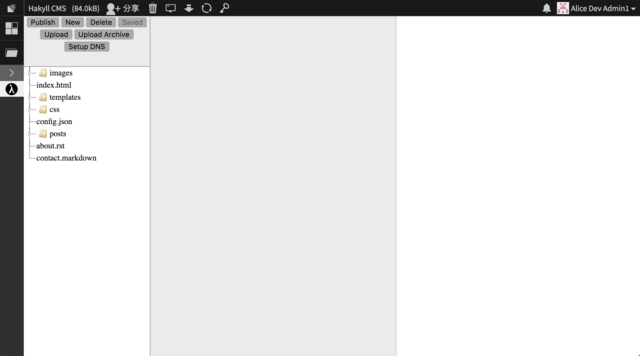 Hakyll CMS (84.0kB) 分享 Alice Dev Admin1
Publish New Delete Saved
Upload Upload Archive
Setup DNS
images
index.html
templates
css
config.json
posts
about.rst
contact.markdown